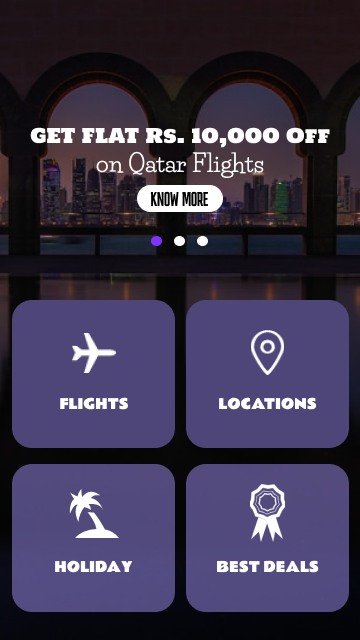 GET FLAT Rs. 10,000 OFF
on Qatar Flights
KNOW MORE
FLIGHTS
LOCATIONS
HOLIDAY
BEST DEALS